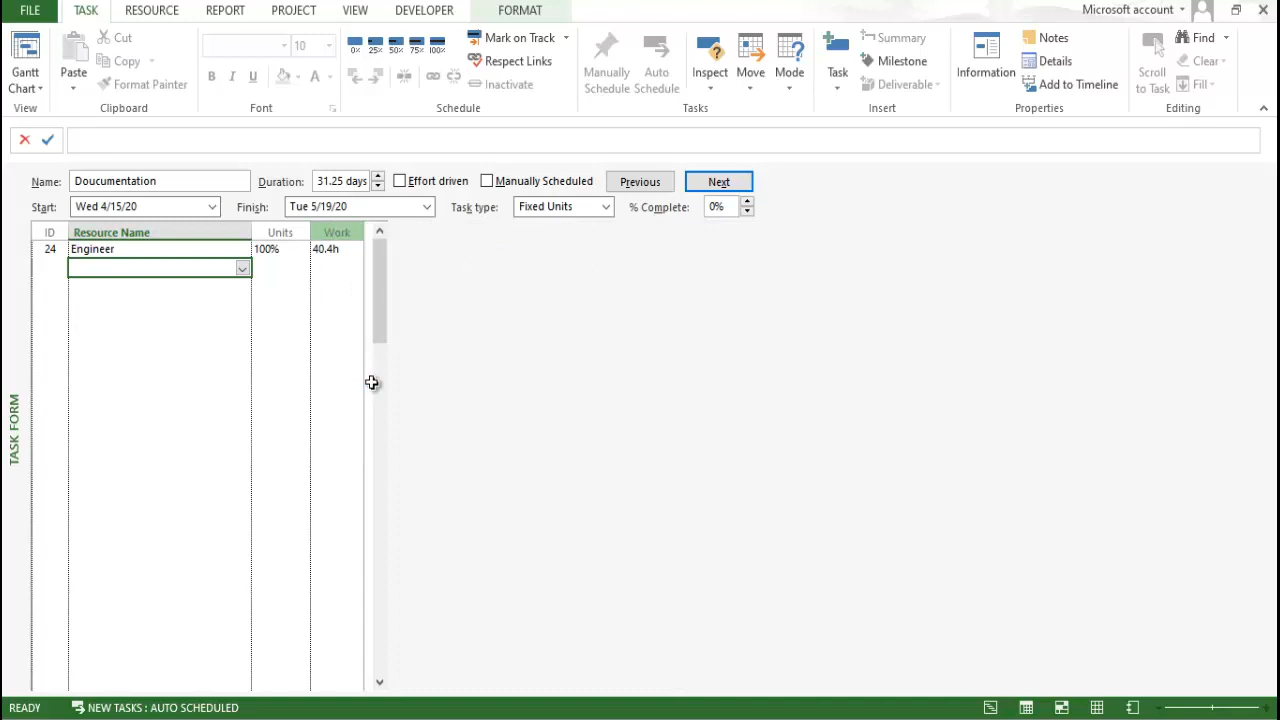 FILE TASK RESOURCE REPORT PROJECT VIEW DEVELOPER FORMAT Microsoft account
Gantt Chart
View
Paste
Cut
Copy
Format Painter
Clipboard
10
B I U A
Font
0% 25% 50% 75% 100%
Mark on Track
Respect Links
Inactivate
Schedule
Manually Schedule
Auto Schedule
Inspect
Move
Mode
Tasks
Task
Summary
Milestone
Deliverable
Insert
Information
Notes
Details
Add to Timeline
Properties
Scroll to Task
Find
Clear
Fill
Editing
Name: Doucumentation Duration: 31.25 days Effort driven Manually Scheduled Previous Next
Start: Wed 4/15/20 Finish: Tue 5/19/20 Task type: Fixed Units % Complete: 0%
ID Resource Name Units Work
24 Engineer 100% 40.4h
TASK FORM
READY NEW TASKS : AUTO SCHEDULED